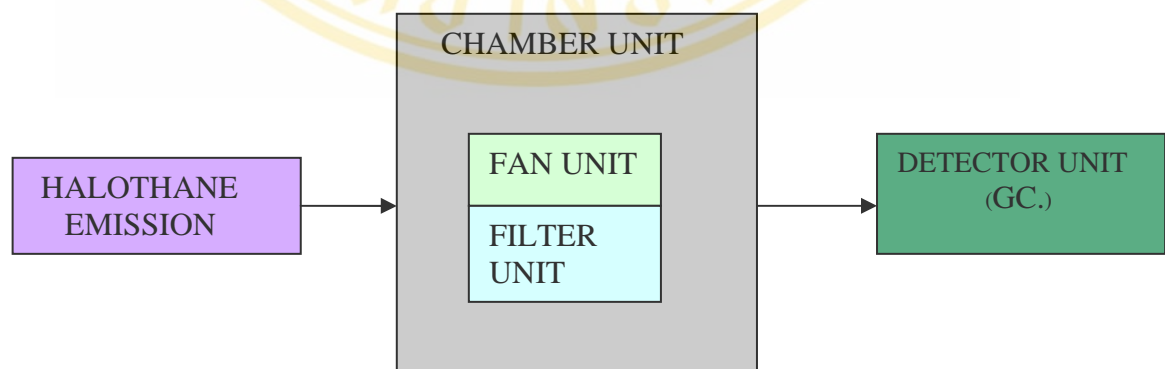 CHAMBER UNIT
HALOTHANE
EMISSION
FAN UNIT
FILTER
UNIT
DETECTOR UNIT
(GC.)